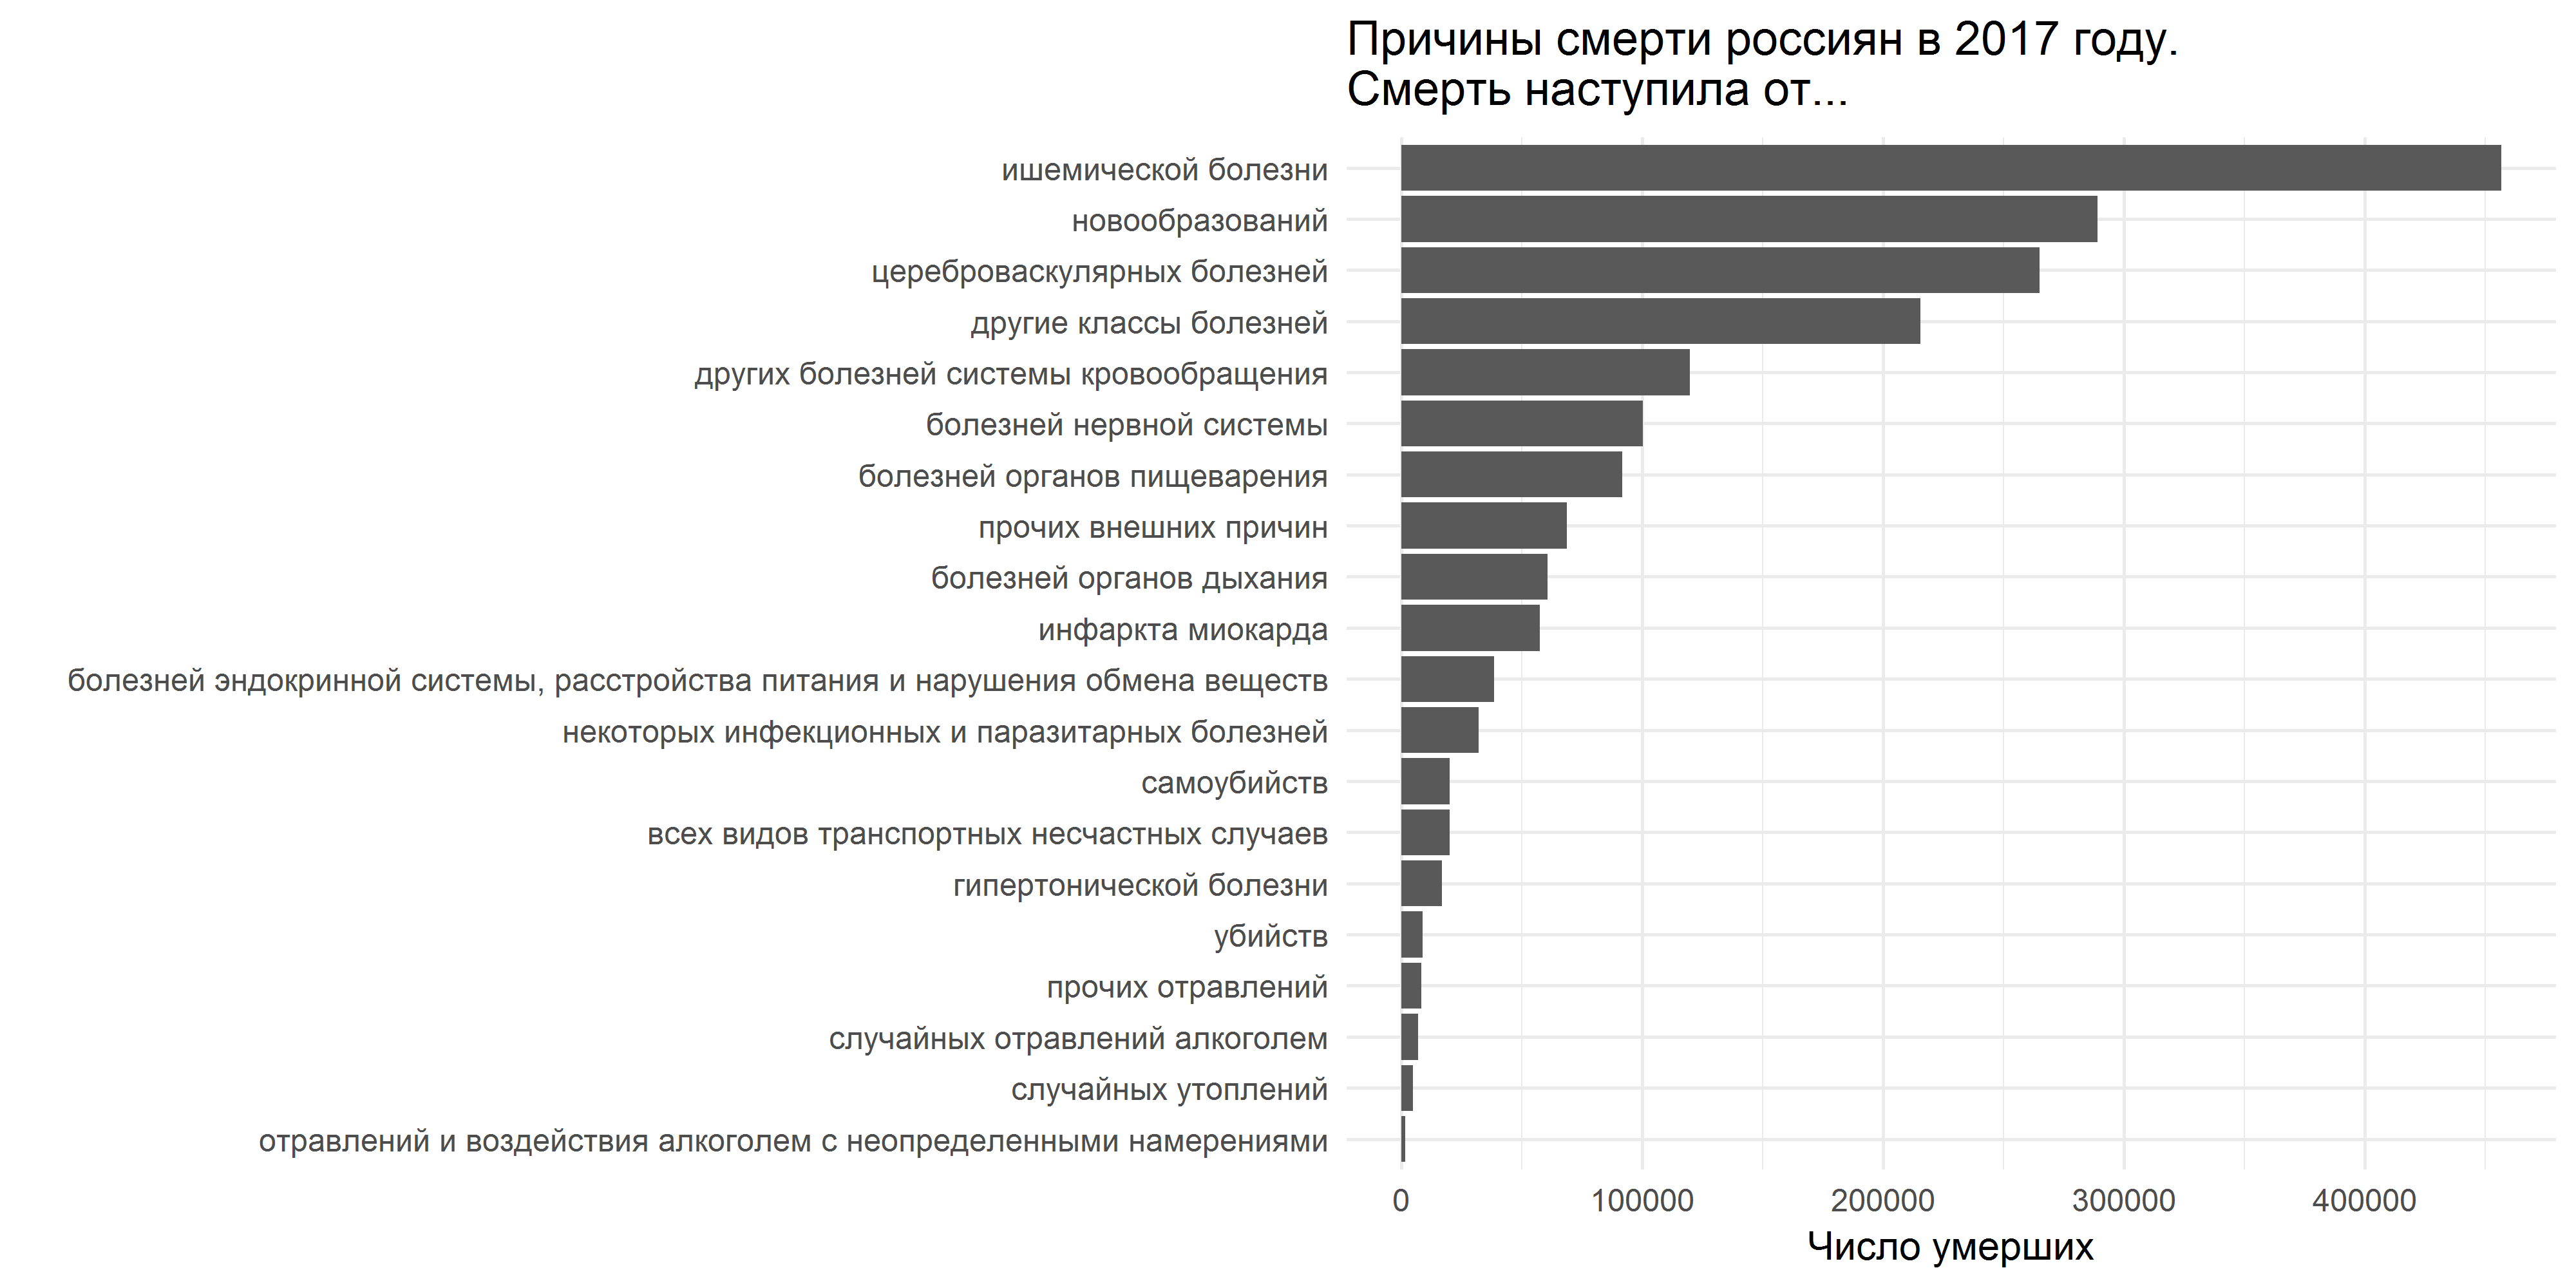 Причины смерти россиян в 2017 году.
Смерть наступила от...
ишемической болезни
новообразований
цереброваскулярных болезней
другие классы болезней
других болезней системы кровообращения
болезней нервной системы
болезней органов пищеварения
прочих внешних причин
болезней органов дыхания
инфаркта миокарда
болезней эндокринной системы, расстройства питания и нарушения обмена веществ
некоторых инфекционных и паразитарных болезней
самоубийств
всех видов транспортных несчастных случаев
гипертонической болезни
убийств
прочих отравлений
случайных отравлений алкоголем
случайных утоплений
отравлений и воздействия алкоголем с неопределенными намерениями
0 100000 200000 300000 400000
Число умерших